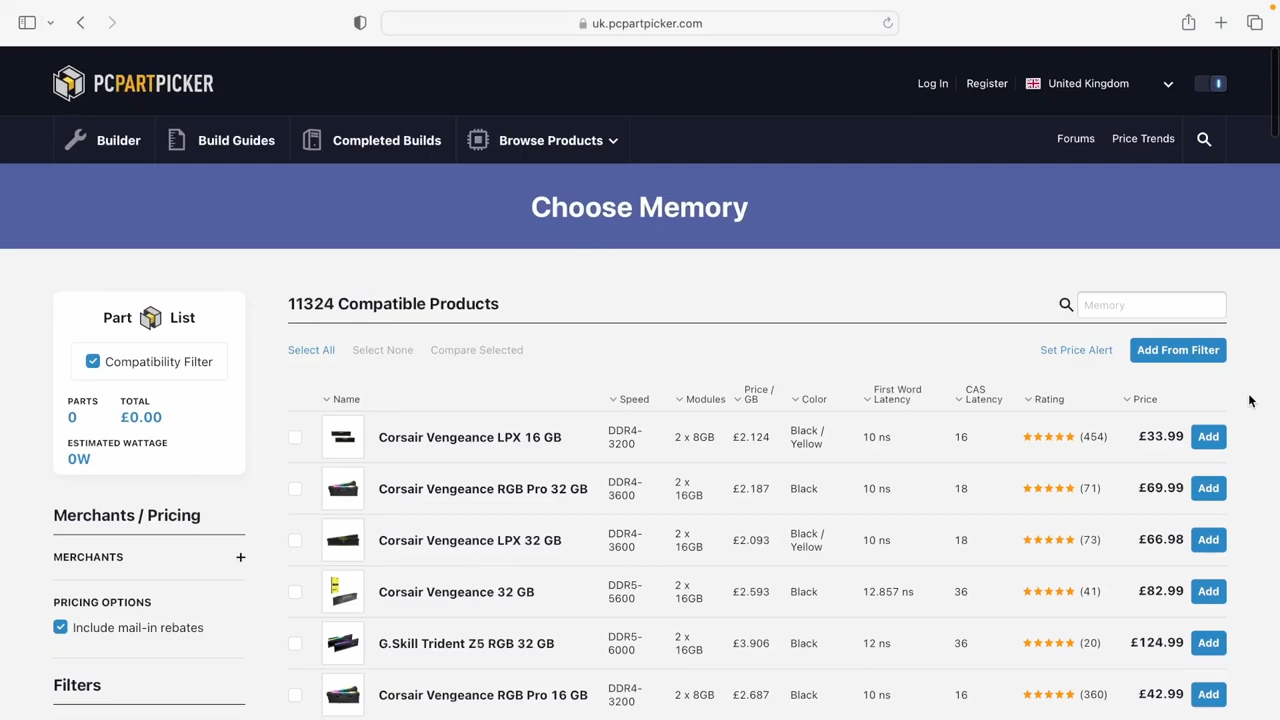 uk.pcpartpicker.com
PCPARTPICKER
Log In Register United Kingdom
Builder Build Guides Completed Builds Browse Products Forums Price Trends
Choose Memory
Part List
Compatibility Filter
PARTS TOTAL
0 £0.00
ESTIMATED WATTAGE
0W
Merchants / Pricing
MERCHANTS +
PRICING OPTIONS
Include mail-in rebates
Filters
11324 Compatible Products Memory
Select All Select None Compare Selected Set Price Alert Add From Filter
Name Speed Modules Price / GB Color First Word Latency CAS Latency Rating Price
Corsair Vengeance LPX 16 GB DDR4-3200 2 x 8GB £2.124 Black / Yellow 10 ns 16 (454) £33.99 Add
Corsair Vengeance RGB Pro 32 GB DDR4-3600 2 x 16GB £2.187 Black 10 ns 18 (71) £69.99 Add
Corsair Vengeance LPX 32 GB DDR4-3600 2 x 16GB £2.093 Black / Yellow 10 ns 18 (73) £66.98 Add
Corsair Vengeance 32 GB DDR5-5600 2 x 16GB £2.593 Black 12.857 ns 36 (41) £82.99 Add
G.Skill Trident Z5 RGB 32 GB DDR5-6000 2 x 16GB £3.906 Black 12 ns 36 (20) £124.99 Add
Corsair Vengeance RGB Pro 16 GB DDR4-3200 2 x 8GB £2.687 Black 10 ns 16 (360) £42.99 Add